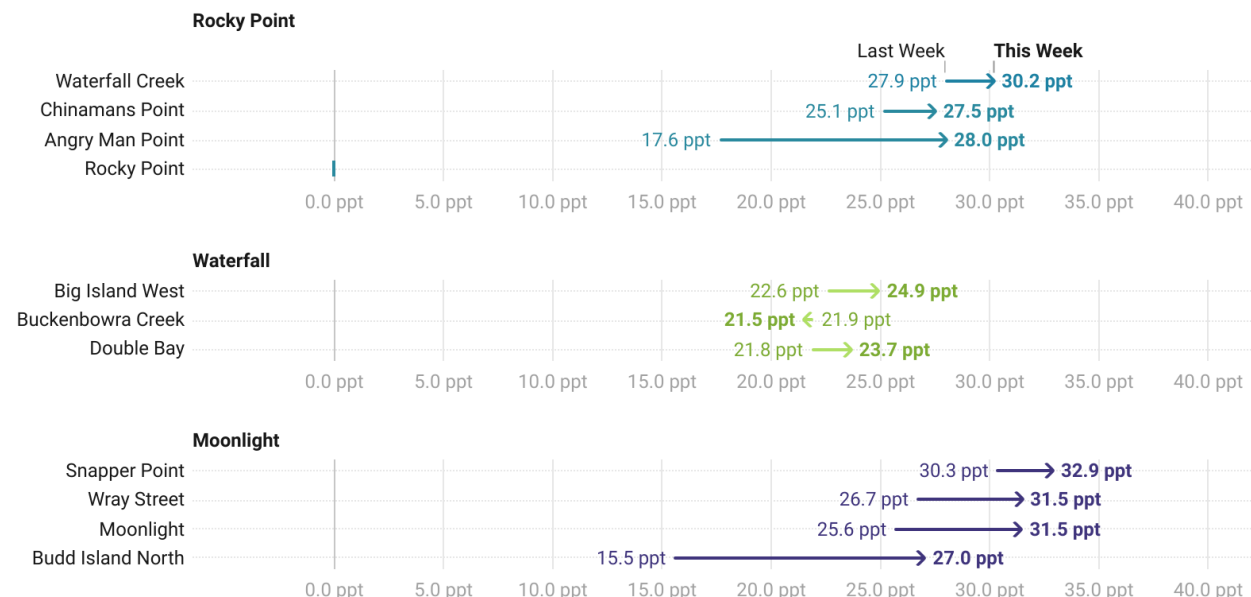 Rocky Point
Last Week This Week
Waterfall Creek 27.9 ppt 30.2 ppt
Chinamans Point 25.1 ppt 27.5 ppt
Angry Man Point 17.6 ppt 28.0 ppt
Rocky Point
0.0 ppt 5.0 ppt 10.0 ppt 15.0 ppt 20.0 ppt 25.0 ppt 30.0 ppt 35.0 ppt 40.0 ppt
Waterfall
Big Island West 22.6 ppt 24.9 ppt
Buckenbowra Creek 21.5 ppt 21.9 ppt
Double Bay 21.8 ppt 23.7 ppt
0.0 ppt 5.0 ppt 10.0 ppt 15.0 ppt 20.0 ppt 25.0 ppt 30.0 ppt 35.0 ppt 40.0 ppt
Moonlight
Snapper Point 30.3 ppt 32.9 ppt
Wray Street 26.7 ppt 31.5 ppt
Moonlight 25.6 ppt 31.5 ppt
Budd Island North 15.5 ppt 27.0 ppt
0.0 ppt 5.0 ppt 10.0 ppt 15.0 ppt 20.0 ppt 25.0 ppt 30.0 ppt 35.0 ppt 40.0 ppt